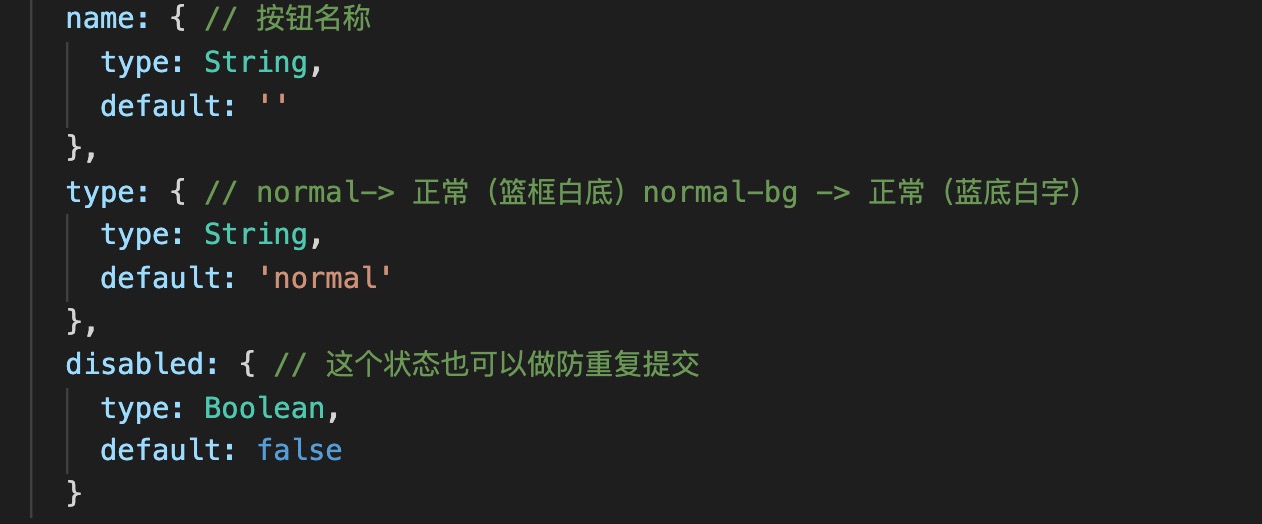 name: { // 按钮名称
type: String,
default: ''
},
type: { // normal-> 正常（篮框白底）normal-bg -> 正常（蓝底白字）
type: String,
default: 'normal'
},
disabled: { // 这个状态也可以做防重复提交
type: Boolean,
default: false
}